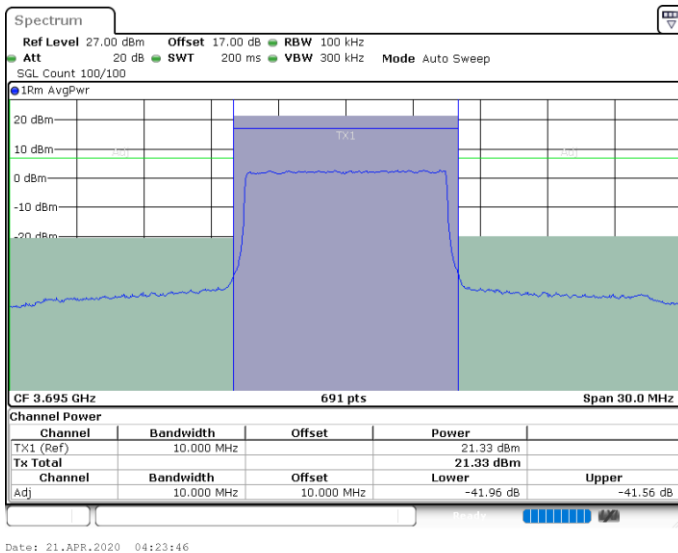 Spectrum
Ref Level 27.00 dBm Offset 17.00 dB RBW 100 kHz
Att 20 dB SWT 200 ms VBW 300 kHz Mode Auto Sweep
SGL Count 100/100
1Rm AvgPwr
20 dBm
TX1
10 dBm Adj Adj
0 dBm
-10 dBm
-20 dBm
CF 3.695 GHz 691 pts Span 30.0 MHz
Channel Power
Channel Bandwidth Offset Power
TX1 (Ref) 10.000 MHz 21.33 dBm
Tx Total 21.33 dBm
Channel Bandwidth Offset Lower Upper
Adj 10.000 MHz 10.000 MHz -41.96 dB -41.56 dB
Ready
Date: 21.APR.2020 04:23:46